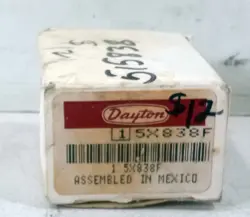 S N
5X838
Dayton
$12
1 5X838F
1 5X838F
ASSEMBLED IN MEXICO